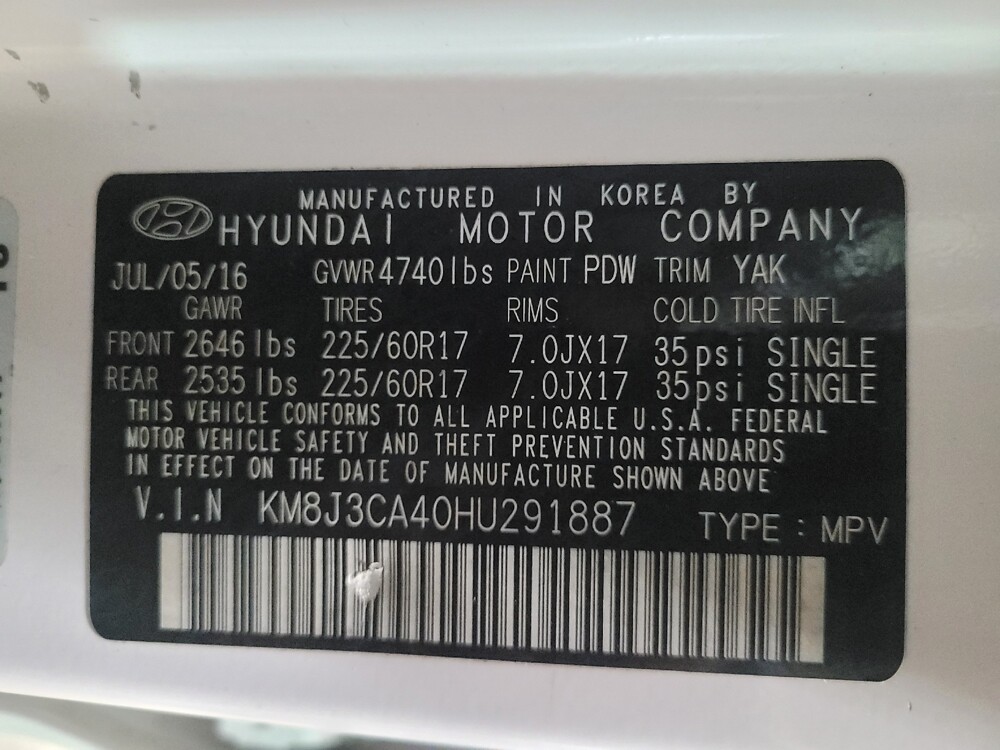 MANUFACTURED IN KOREA BY
HYUNDAI MOTOR COMPANY
JUL/05/16 GVWR 4740lbs PAINT PDW TRIM YAK
GAWR TIRES RIMS COLD TIRE INFL
FRONT 2646 lbs 225/60R17 7.0JX17 35psi SINGLE
REAR 2535 lbs 225/60R17 7.0JX17 35psi SINGLE
THIS VEHICLE CONFORMS TO ALL APPLICABLE U.S.A. FEDERAL
MOTOR VEHICLE SAFETY AND THEFT PREVENTION STANDARDS
IN EFFECT ON THE DATE OF MANUFACTURE SHOWN ABOVE
V.I.N KM8J3CA40HU291887 TYPE : MPV